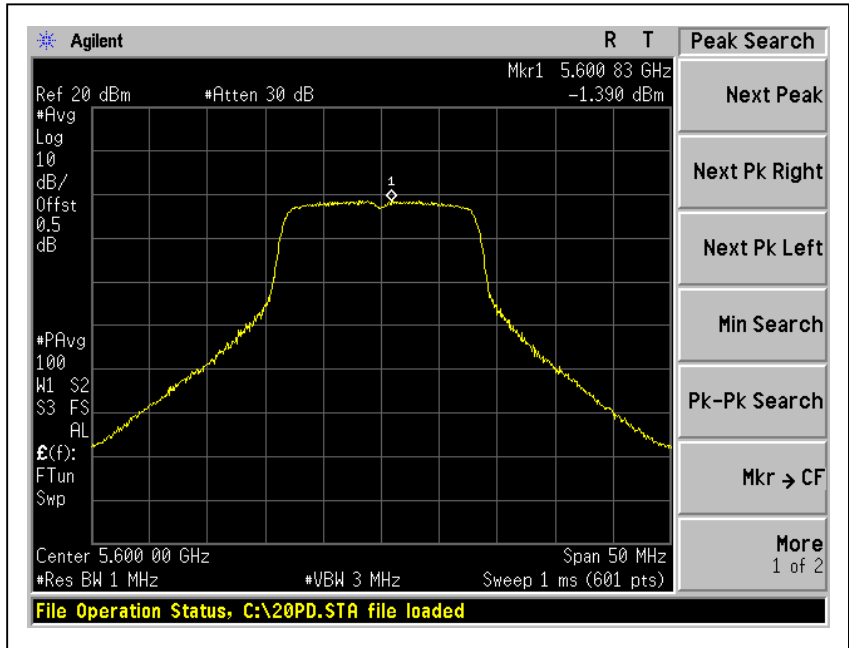 Agilent R T Peak Search
Mkr1 5.600 83 GHz
Ref 20 dBm #Atten 30 dB -1.390 dBm
#Avg
Log
10
dB/
Offst
0.5
dB
1
#PAvg
100
W1 S2
S3 FS
AL
£(f):
FTun
Swp
Center 5.600 00 GHz Span 50 MHz
#Res BW 1 MHz #VBW 3 MHz Sweep 1 ms (601 pts)
File Operation Status, C:\20PD.STA file loaded
Next Peak
Next Pk Right
Next Pk Left
Min Search
Pk-Pk Search
Mkr → CF
More
1 of 2